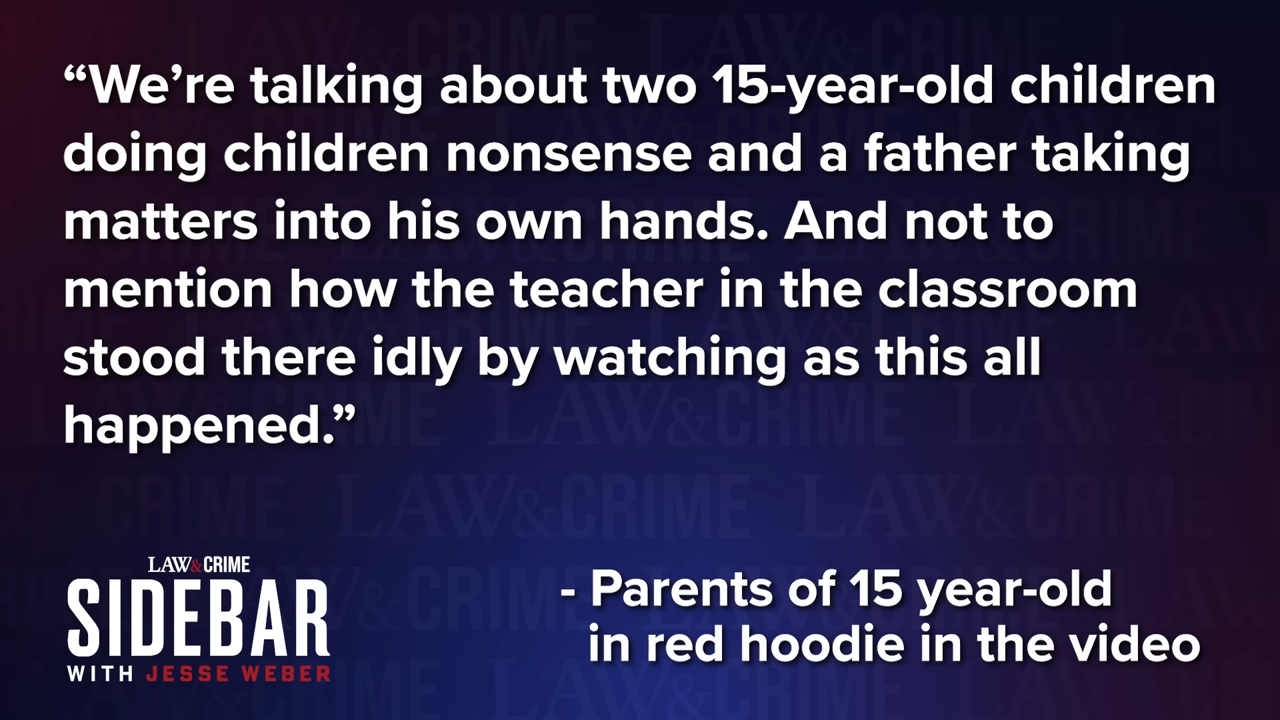 “We’re talking about two 15-year-old children
doing children nonsense and a father taking
matters into his own hands. And not to
mention how the teacher in the classroom
stood there idly by watching as this all
happened.”
LAW&CRIME
SIDEBAR
WITH JESSE WEBER
- Parents of 15 year-old
in red hoodie in the video